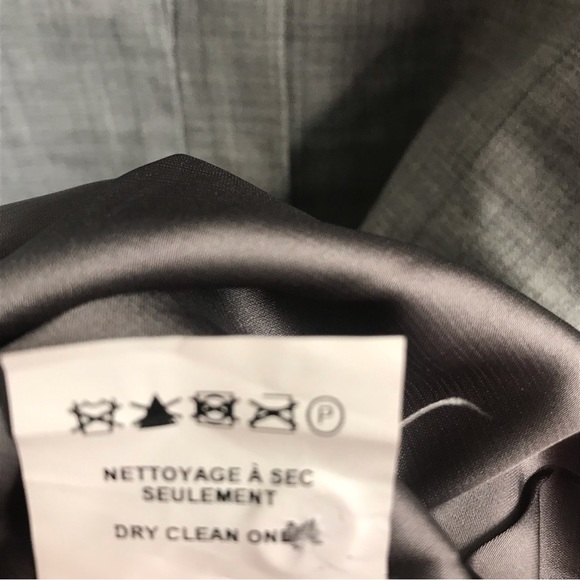 P
NETTOYAGE À SEC
SEULEMENT
DRY CLEAN